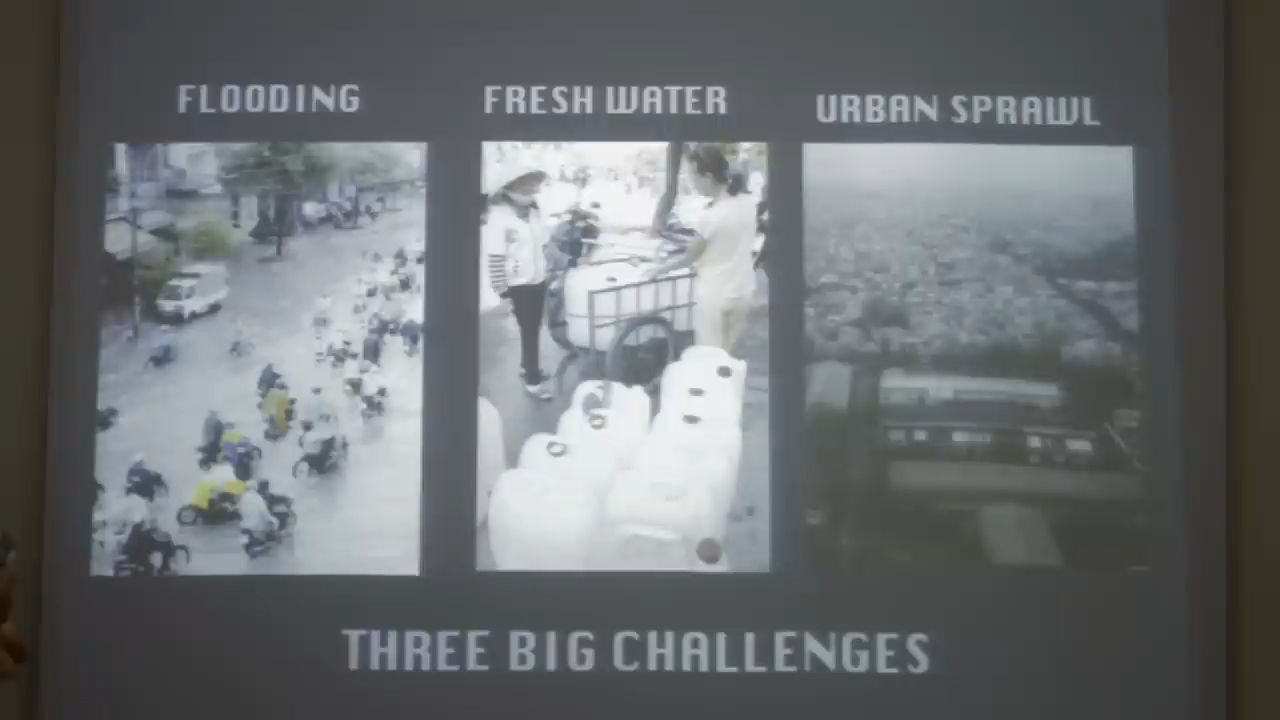 FLOODING
FRESH WATER
URBAN SPRAWL
THREE BIG CHALLENGES